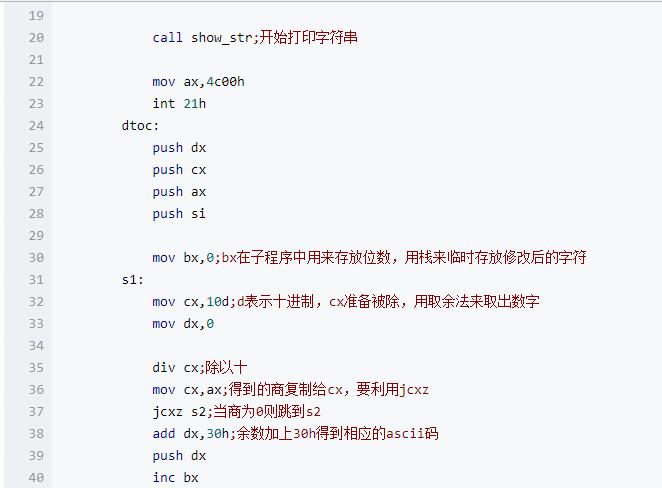 19
20 call show_str;开始打印字符串
21
22 mov ax,4c00h
23 int 21h
24 dtoc:
25 push dx
26 push cx
27 push ax
28 push si
29
30 mov bx,0;bx在子程序中用来存放位数，用栈来临时存放修改后的字符
31 s1:
32 mov cx,10d;d表示十进制，cx准备被除，用取余法来取出数字
33 mov dx,0
34
35 div cx;除以十
36 mov cx,ax;得到的商复制给cx，要利用jcxz
37 jcxz s2;当商为0则跳到s2
38 add dx,30h;余数加上30h得到相应的ascii码
39 push dx
40 inc bx